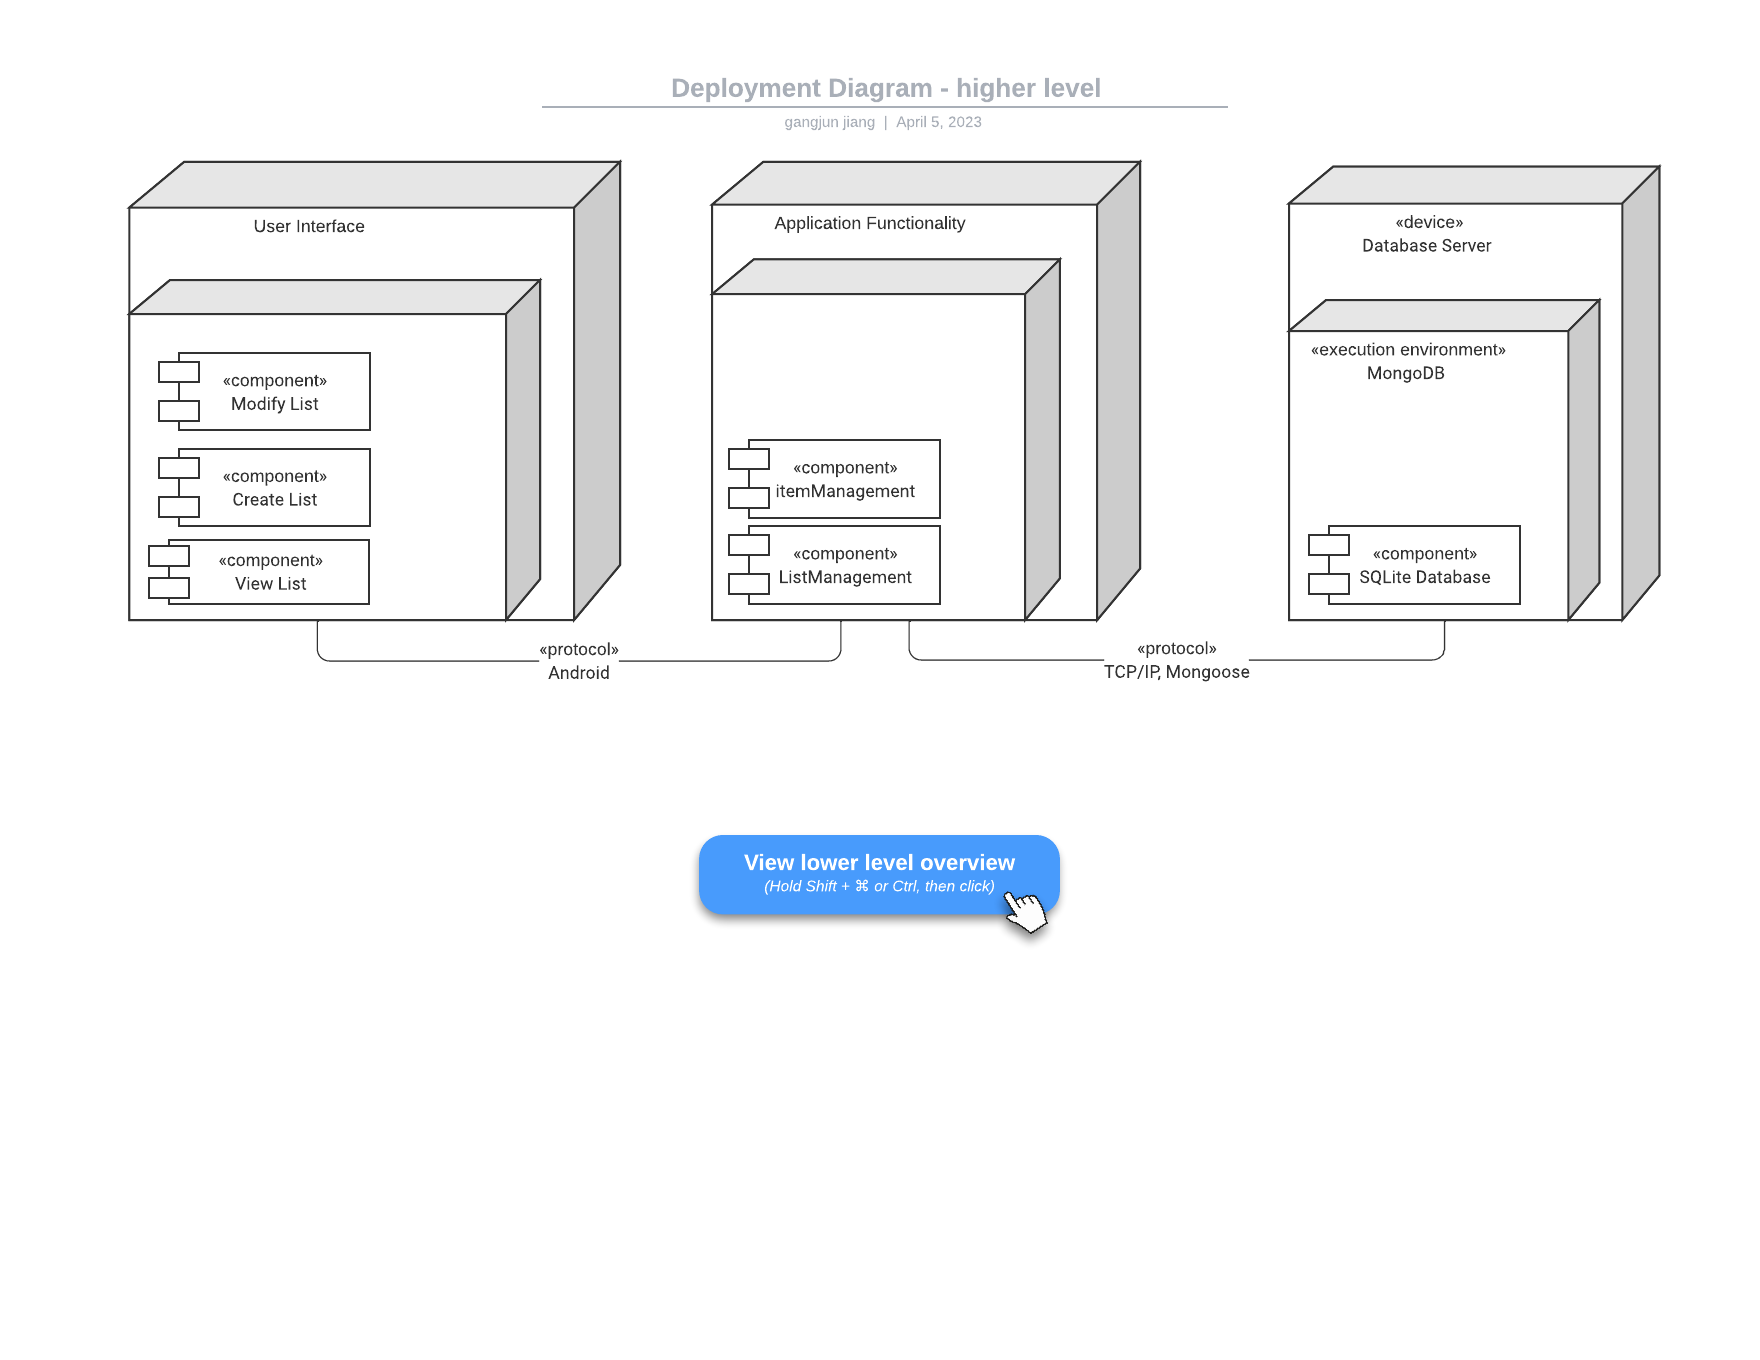 Deployment Diagram - higher level
gangjun jiang | April 5, 2023
User Interface
«component»
Modify List
«component»
Create List
«component»
View List
Application Functionality
«component»
itemManagement
«component»
ListManagement
«device»
Database Server
«execution environment»
MongoDB
«component»
SQLite Database
«protocol»
Android
«protocol»
TCP/IP, Mongoose
View lower level overview
(Hold Shift + ⌘ or Ctrl, then click)